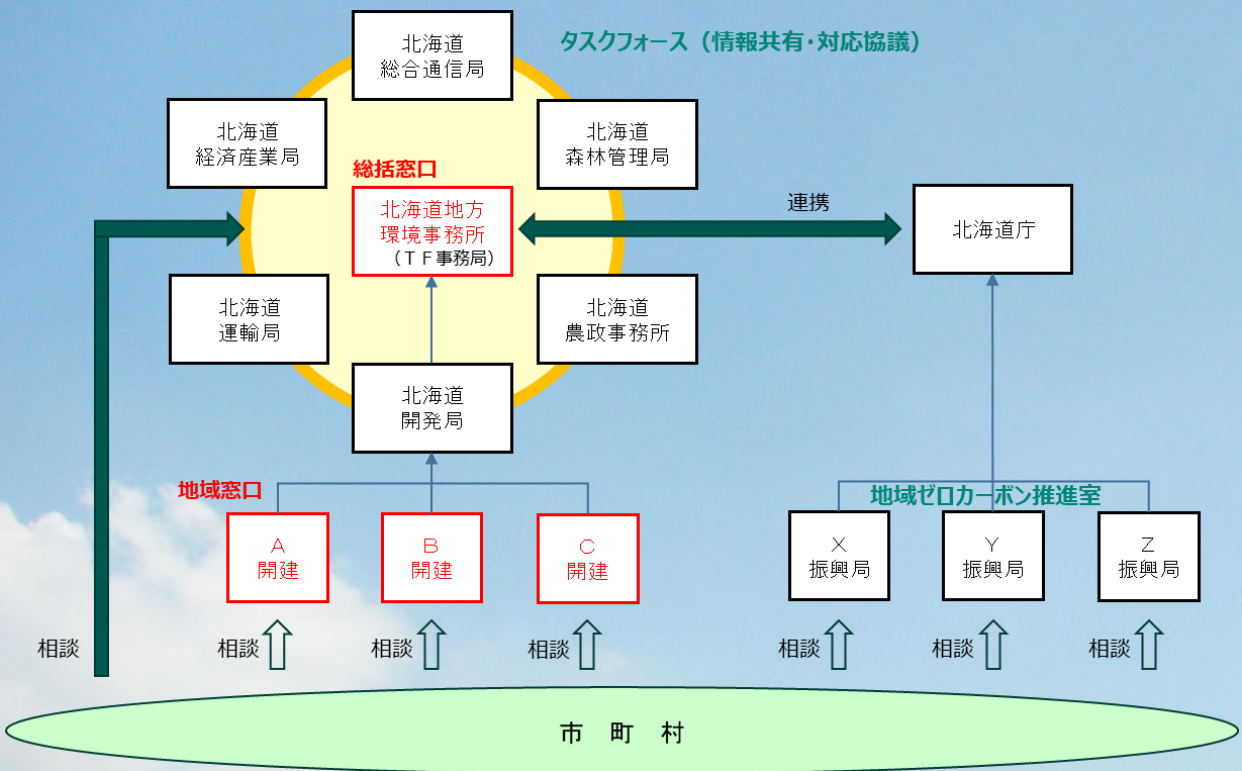 タスクフォース（情報共有・対応協議）
北海道
総合通信局
北海道
経済産業局
北海道
森林管理局
総括窓口
北海道地方
環境事務所
（ＴＦ事務局）
連携
北海道庁
北海道
運輸局
北海道
農政事務所
北海道
開発局
地域窓口
地域ゼロカーボン推進室
Ａ
開建
Ｂ
開建
Ｃ
開建
Ｘ
振興局
Ｙ
振興局
Ｚ
振興局
相談
相談
相談
相談
相談
相談
相談
市　町　村